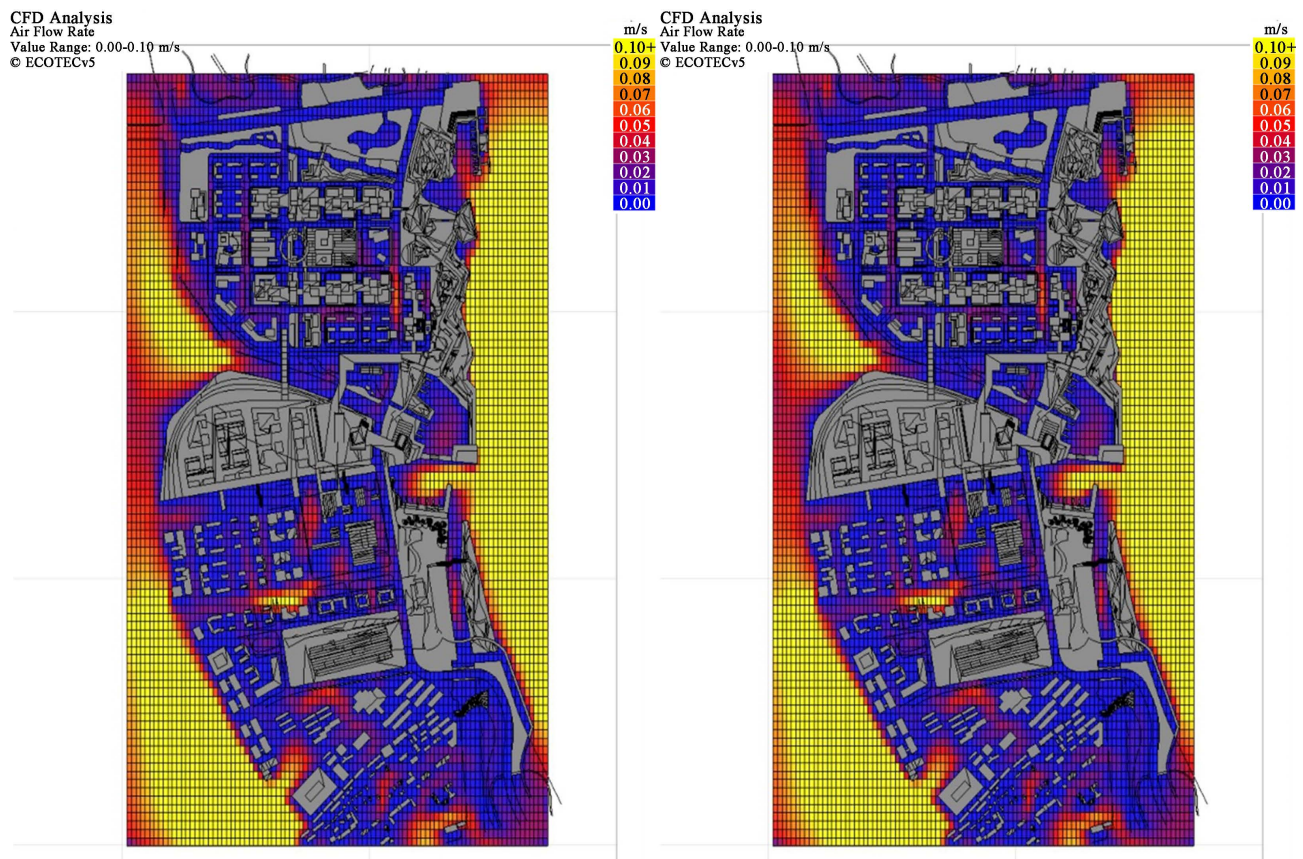 CFD Analysis
Air Flow Rate
Value Range: 0.00-0.10 m/s
© ECOTECv5
m/s
0.10+
0.09
0.08
0.07
0.06
0.05
0.04
0.03
0.02
0.01
0.00
CFD Analysis
Air Flow Rate
Value Range: 0.00-0.10 m/s
© ECOTECv5
m/s
0.10+
0.09
0.08
0.07
0.06
0.05
0.04
0.03
0.02
0.01
0.00